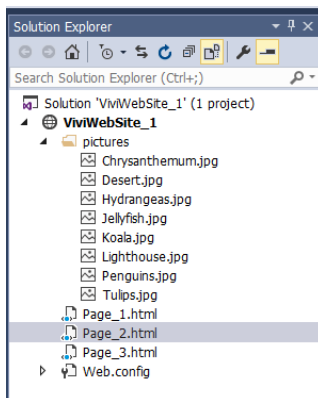 Solution Explorer
Search Solution Explorer (Ctrl+;)
Solution 'ViviWebSite_1' (1 project)
ViviWebSite_1
pictures
Chrysanthemum.jpg
Desert.jpg
Hydrangeas.jpg
Jellyfish.jpg
Koala.jpg
Lighthouse.jpg
Penguins.jpg
Tulips.jpg
Page_1.html
Page_2.html
Page_3.html
Web.config